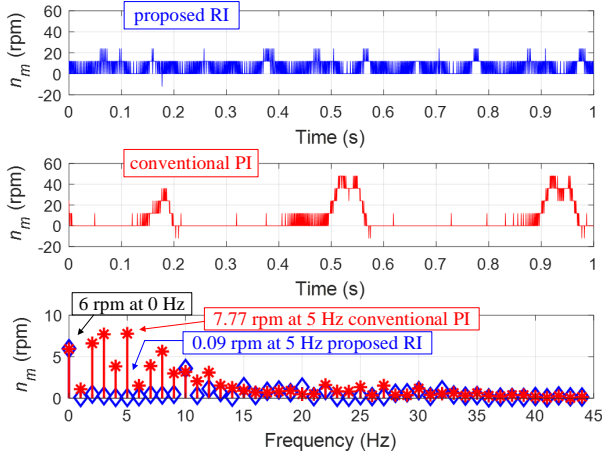 proposed RI
60
40
20
0
-20
n_m (rpm)
0 0.1 0.2 0.3 0.4 0.5 0.6 0.7 0.8 0.9 1
Time (s)
conventional PI
60
40
20
0
-20
n_m (rpm)
0 0.1 0.2 0.3 0.4 0.5 0.6 0.7 0.8 0.9 1
Time (s)
6 rpm at 0 Hz
7.77 rpm at 5 Hz conventional PI
0.09 rpm at 5 Hz proposed RI
10
5
0
n_m (rpm)
0 5 10 15 20 25 30 35 40 45
Frequency (Hz)